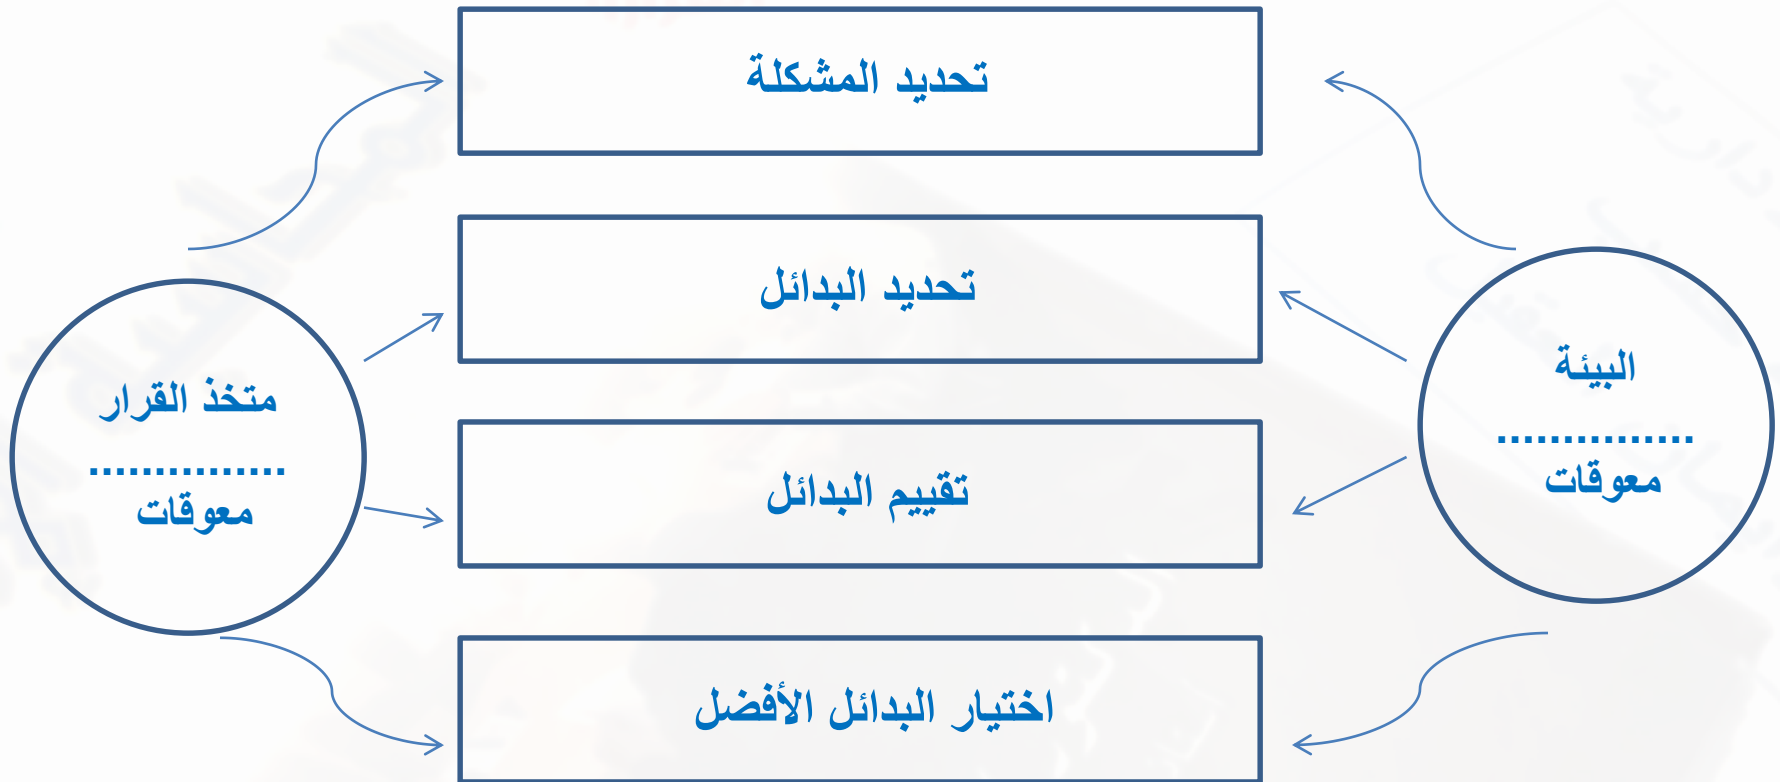 تحديد المشكلة
تحديد البدائل
البيئة
...............
معوقات
متخذ القرار
...............
معوقات
تقييم البدائل
اختيار البدائل الأفضل